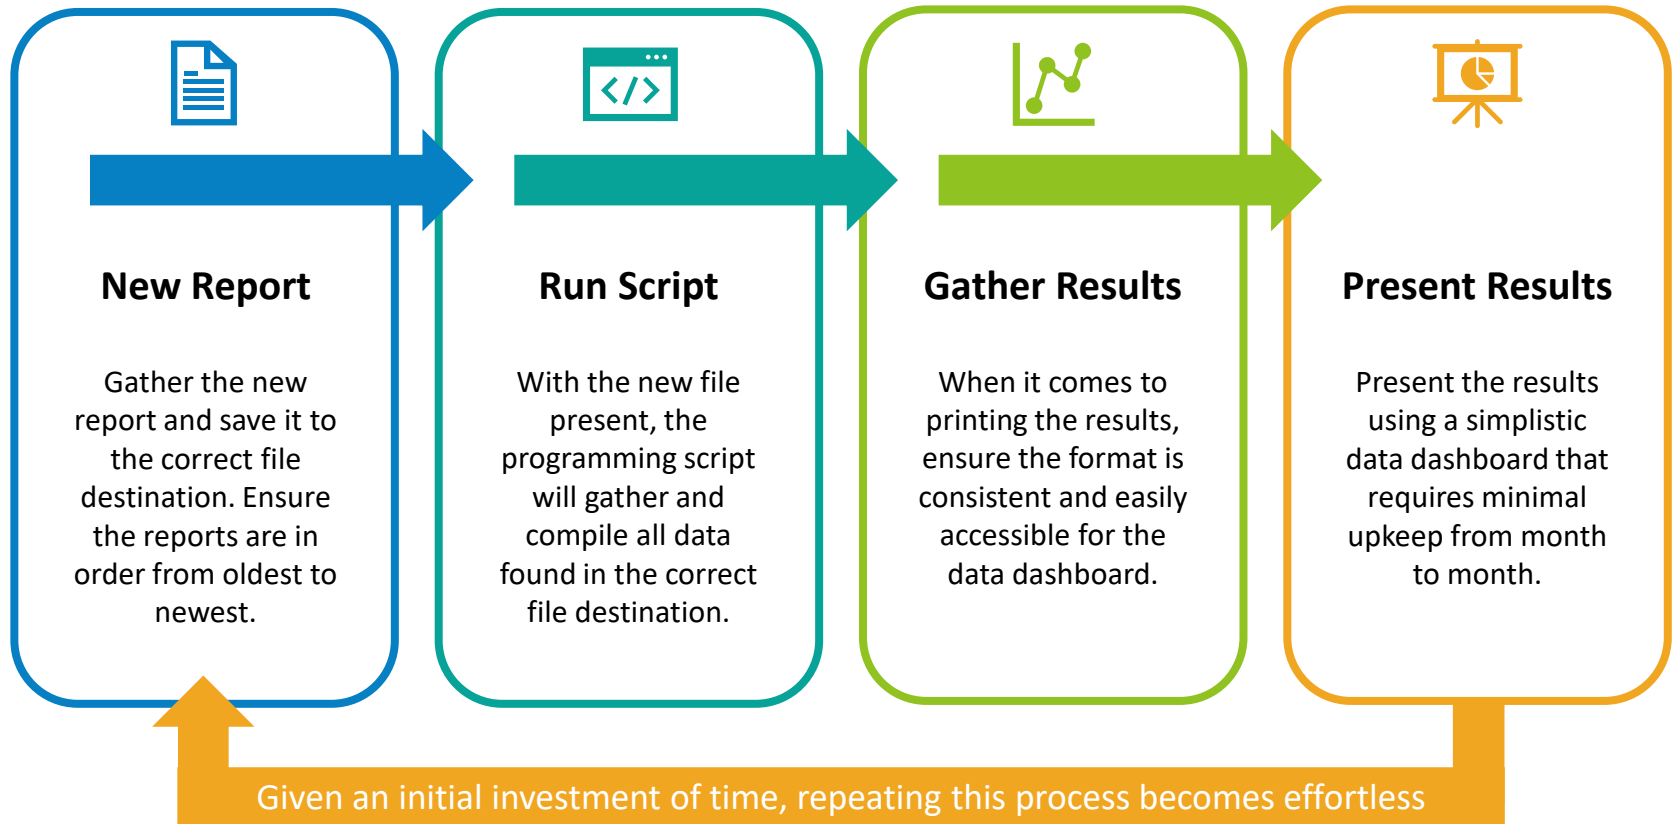 New Report
Gather the new
report and save it to
the correct file
destination. Ensure
the reports are in
order from oldest to
newest.
Run Script
With the new file
present, the
programming script
will gather and
compile all data
found in the correct
file destination.
Gather Results
When it comes to
printing the results,
ensure the format is
consistent and easily
accessible for the
data dashboard.
Present Results
Present the results
using a simplistic
data dashboard that
requires minimal
upkeep from month
to month.
Given an initial investment of time, repeating this process becomes effortless